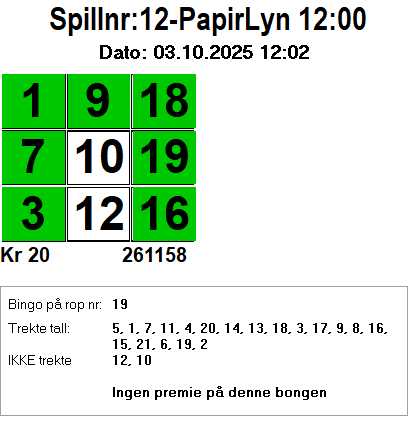 Spillnr:12-PapirLyn 12:00
Dato: 03.10.2025 12:02
1 9 18
7 10 19
3 12 16
Kr 20 261158
Bingo på rop nr: 19
Trekte tall: 5, 1, 7, 11, 4, 20, 14, 13, 18, 3, 17, 9, 8, 16,
15, 21, 6, 19, 2
IKKE trekte 12, 10
Ingen premie på denne bongen